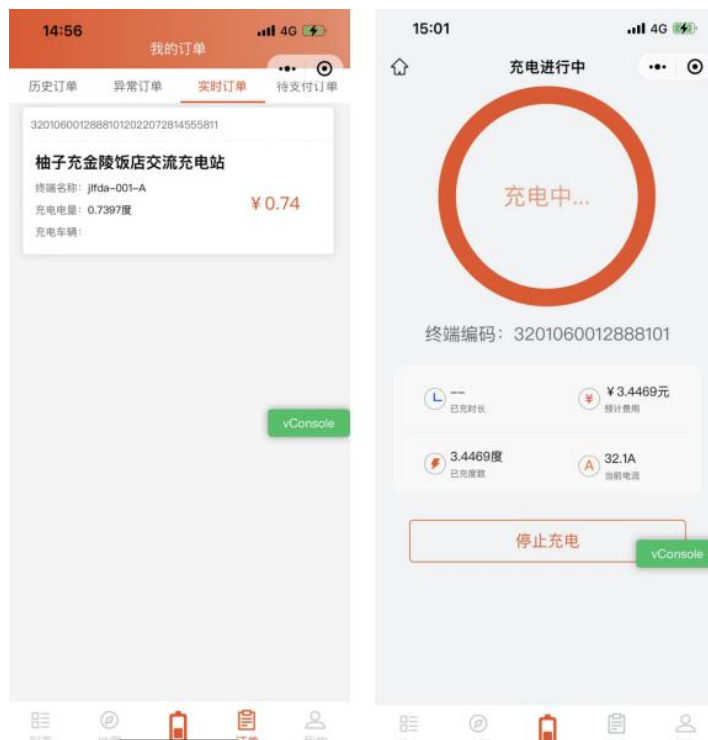 14:56
4G
我的订单
历史订单
异常订单
实时订单
待支付订单
32010600128881012022072814555811
柚子充金陵饭店交流充电站
终端名称: jlfda-001-A
¥ 0.74
充电电量: 0.7397度
充电车辆:
vConsole
15:01
4G
充电进行中
充电中...
终端编码: 3201060012888101
--
已充时长
¥ 3.4469元
预计费用
3.4469度
已充度数
A
32.1A
当前电流
停止充电
vConsole